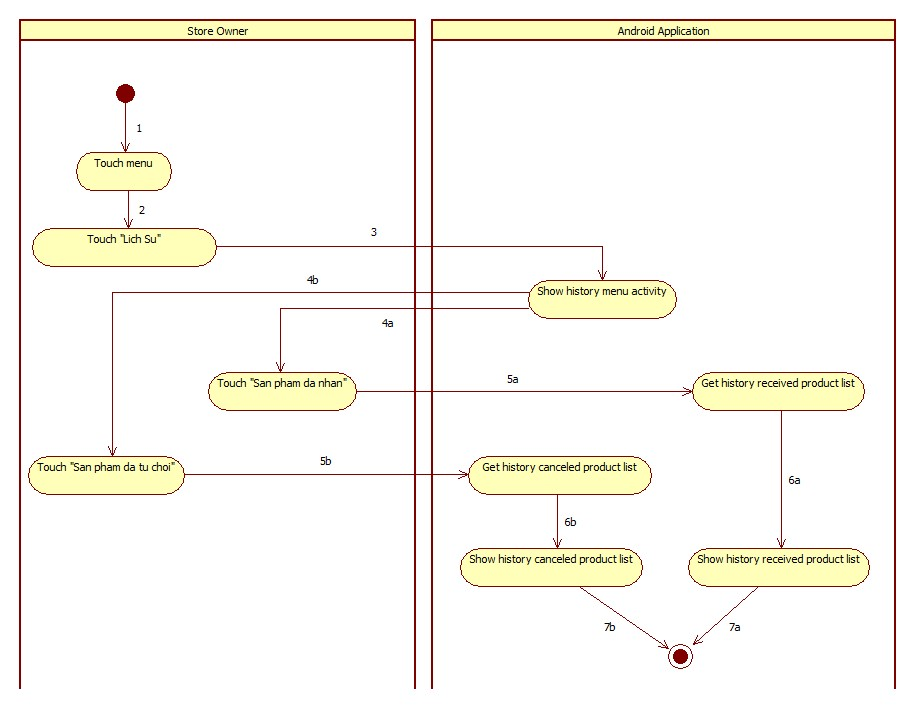 Store Owner
Android Application
1
Touch menu
2
Touch "Lich Su"
3
Show history menu activity
4b
4a
Touch "San pham da nhan"
5a
Get history received product list
Touch "San pham da tu choi"
5b
Get history canceled product list
6a
6b
Show history canceled product list
Show history received product list
7b
7a